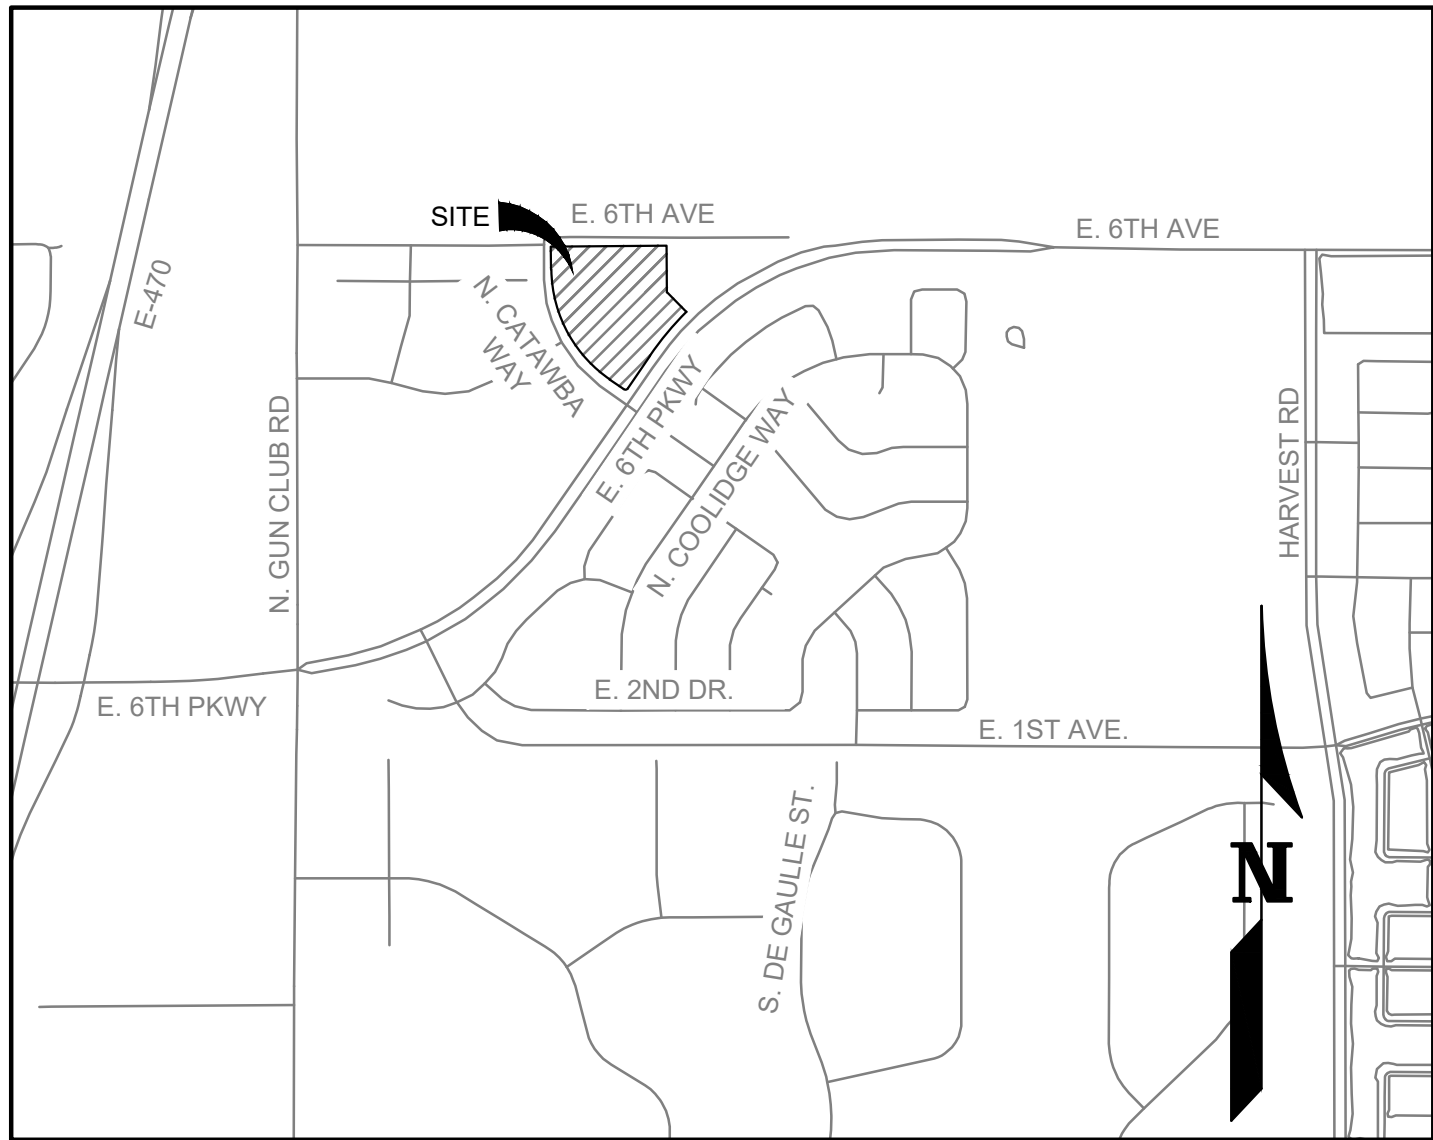 SITE
E. 6TH AVE
E. 6TH AVE
E-470
N. CATAWBA
WAY
E. 6TH PKWY
N. COOLIDGE WAY
N. GUN CLUB RD
HARVEST RD
E. 6TH PKWY
E. 2ND DR.
E. 1ST AVE.
S. DE GAULLE ST.
N